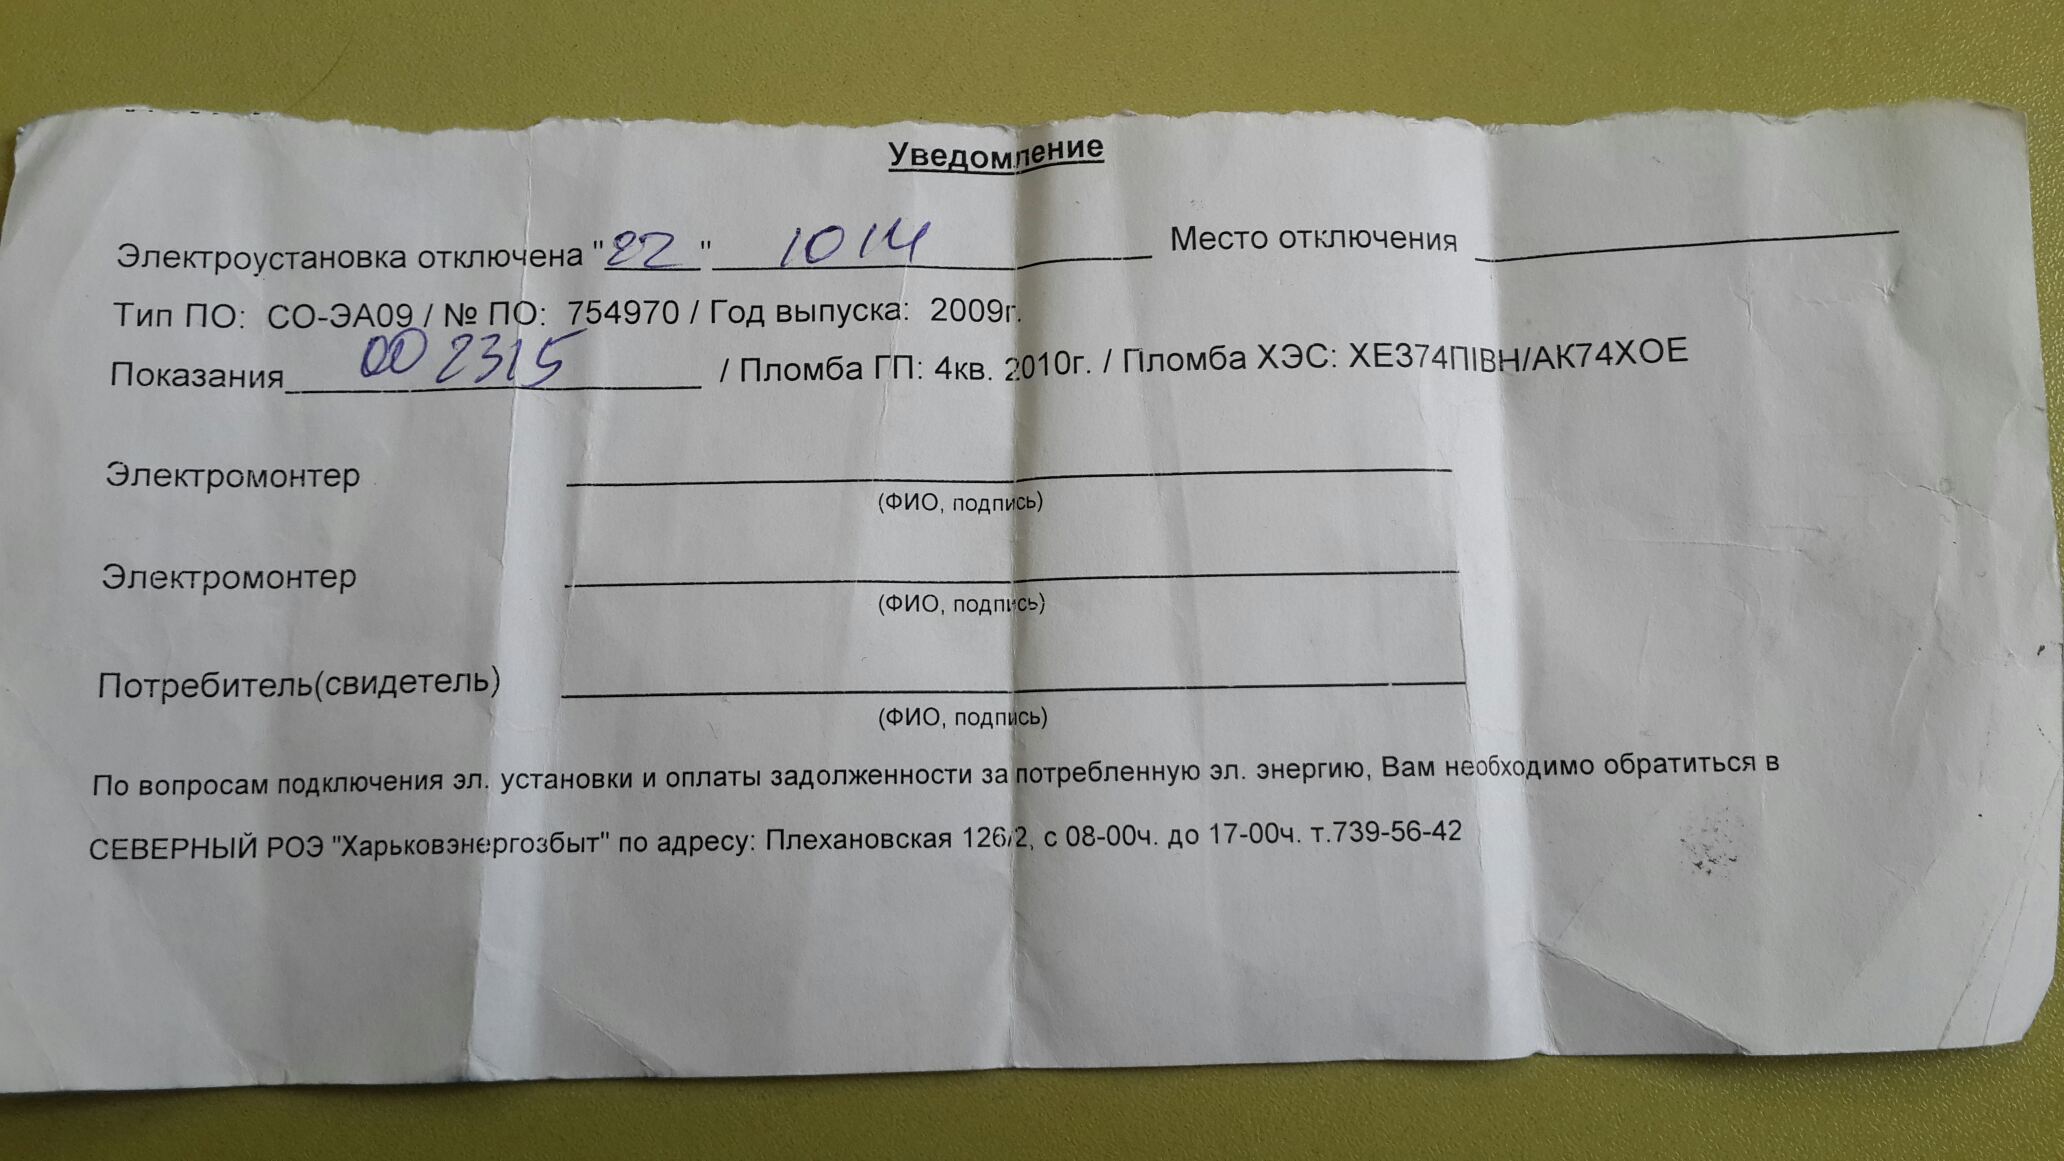 Уведомление
Электроустановка отключена "22" 10 14 Место отключения
Тип ПО: СО-ЭА09 / № ПО: 754970 / Год выпуска: 2009г.
Показания 002315 / Пломба ГП: 4кв. 2010г. / Пломба ХЭС: ХЕ374ПІВН/АК74ХОЕ
Электромонтер
(ФИО, подпись)
Электромонтер
(ФИО, подпись)
Потребитель(свидетель)
(ФИО, подпись)
По вопросам подключения эл. установки и оплаты задолженности за потребленную эл. энергию, Вам необходимо обратиться в
СЕВЕРНЫЙ РОЭ "Харьковэнергозбыт" по адресу: Плехановская 126/2, с 08-00ч. до 17-00ч. т.739-56-42